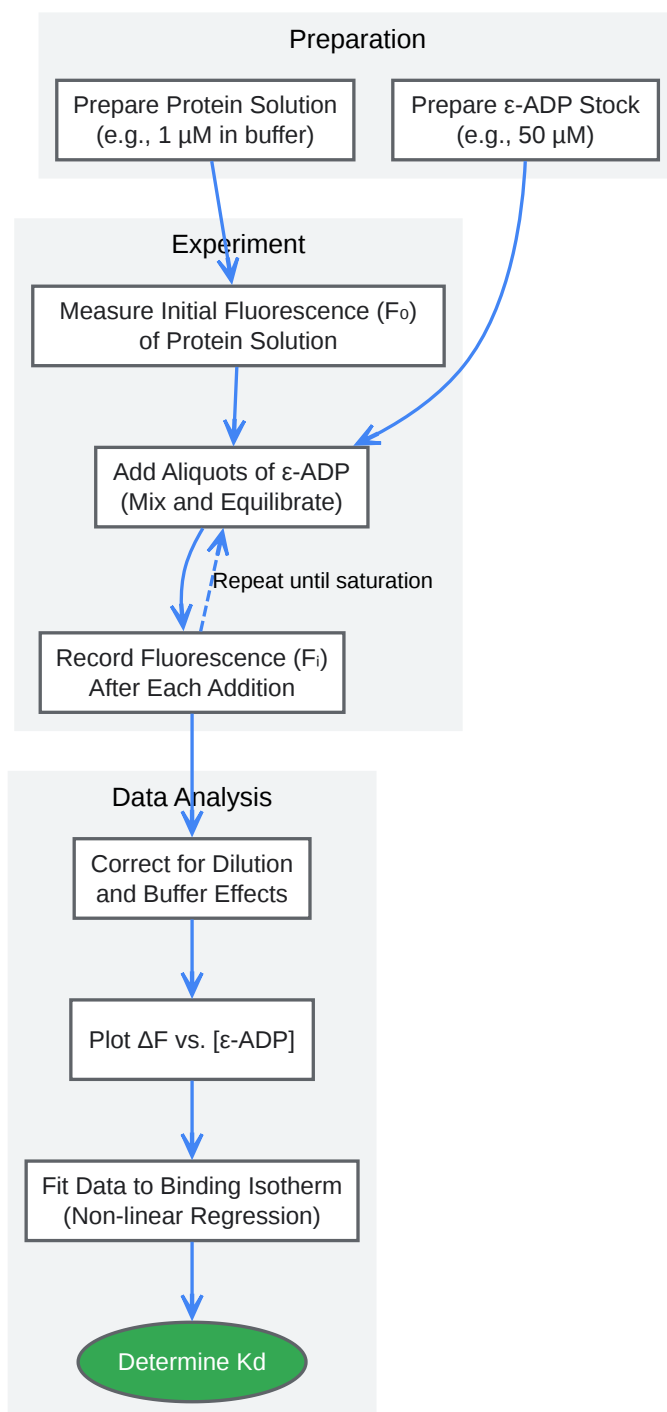 Preparation
Prepare Protein Solution
(e.g., 1 µM in buffer)
Prepare ε-ADP Stock
(e.g., 50 µM)
Experiment
Measure Initial Fluorescence (F₀)
of Protein Solution
Add Aliquots of ε-ADP
(Mix and Equilibrate)
Repeat until saturation
Record Fluorescence (Fᵢ)
After Each Addition
Data Analysis
Correct for Dilution
and Buffer Effects
Plot ΔF vs. [ε-ADP]
Fit Data to Binding Isotherm
(Non-linear Regression)
Determine Kd